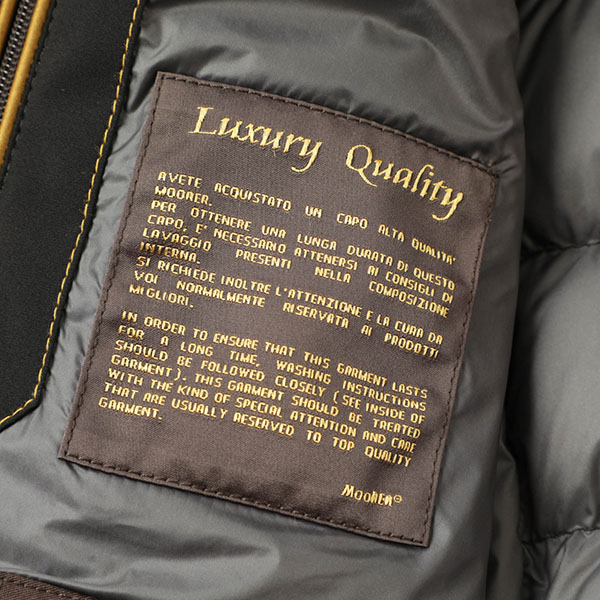 Luxury Quality
AVETE ACQUISTATO UN CAPO ALTA QUALITA'
MOORER.
PER OTTENERE UNA LUNGA DURATA DI QUESTO
CAPO, E' NECESSARIO ATTENERSI AI CONSIGLI DI
LAVAGGIO PRESENTI NELLA COMPOSIZIONE
INTERNA.
SI RICHIEDE INOLTRE L'ATTENZIONE E LA CURA DA
VOI NORMALMENTE RISERVATA AI PRODOTTI
MIGLIORI.
IN ORDER TO ENSURE THAT THIS GARMENT LASTS
FOR A LONG TIME, WASHING INSTRUCTIONS
SHOULD BE FOLLOWED CLOSELY (SEE INSIDE OF
GARMENT). THIS GARMENT SHOULD BE TREATED
WITH THE KIND OF SPECIAL ATTENTION AND CARE
THAT ARE USUALLY RESERVED TO TOP QUALITY
GARMENT.
MOORER